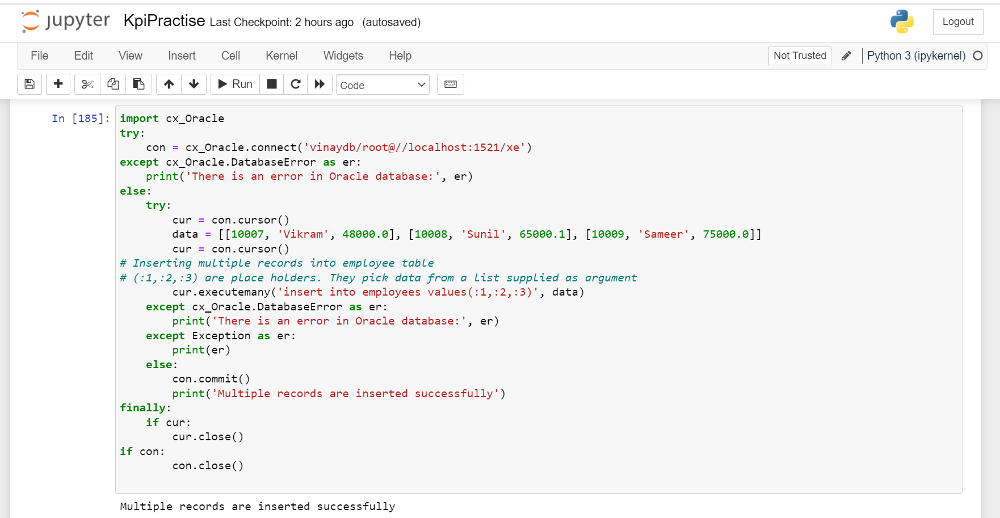 jupyter KpiPractise Last Checkpoint: 2 hours ago (autosaved) Logout
File Edit View Insert Cell Kernel Widgets Help Not Trusted Python 3 (ipykernel)
Run Code
In [185]: import cx_Oracle
try:
    con = cx_Oracle.connect('vinaydb/root@//localhost:1521/xe')
except cx_Oracle.DatabaseError as er:
    print('There is an error in Oracle database:', er)
else:
    try:
        cur = con.cursor()
        data = [[10007, 'Vikram', 48000.0], [10008, 'Sunil', 65000.1], [10009, 'Sameer', 75000.0]]
        cur = con.cursor()
# Inserting multiple records into employee table
# (:1,:2,:3) are place holders. They pick data from a list supplied as argument
        cur.executemany('insert into employees values(:1,:2,:3)', data)
    except cx_Oracle.DatabaseError as er:
        print('There is an error in Oracle database:', er)
    except Exception as er:
        print(er)
    else:
        con.commit()
        print('Multiple records are inserted successfully')
finally:
    if cur:
        cur.close()
if con:
        con.close()
Multiple records are inserted successfully